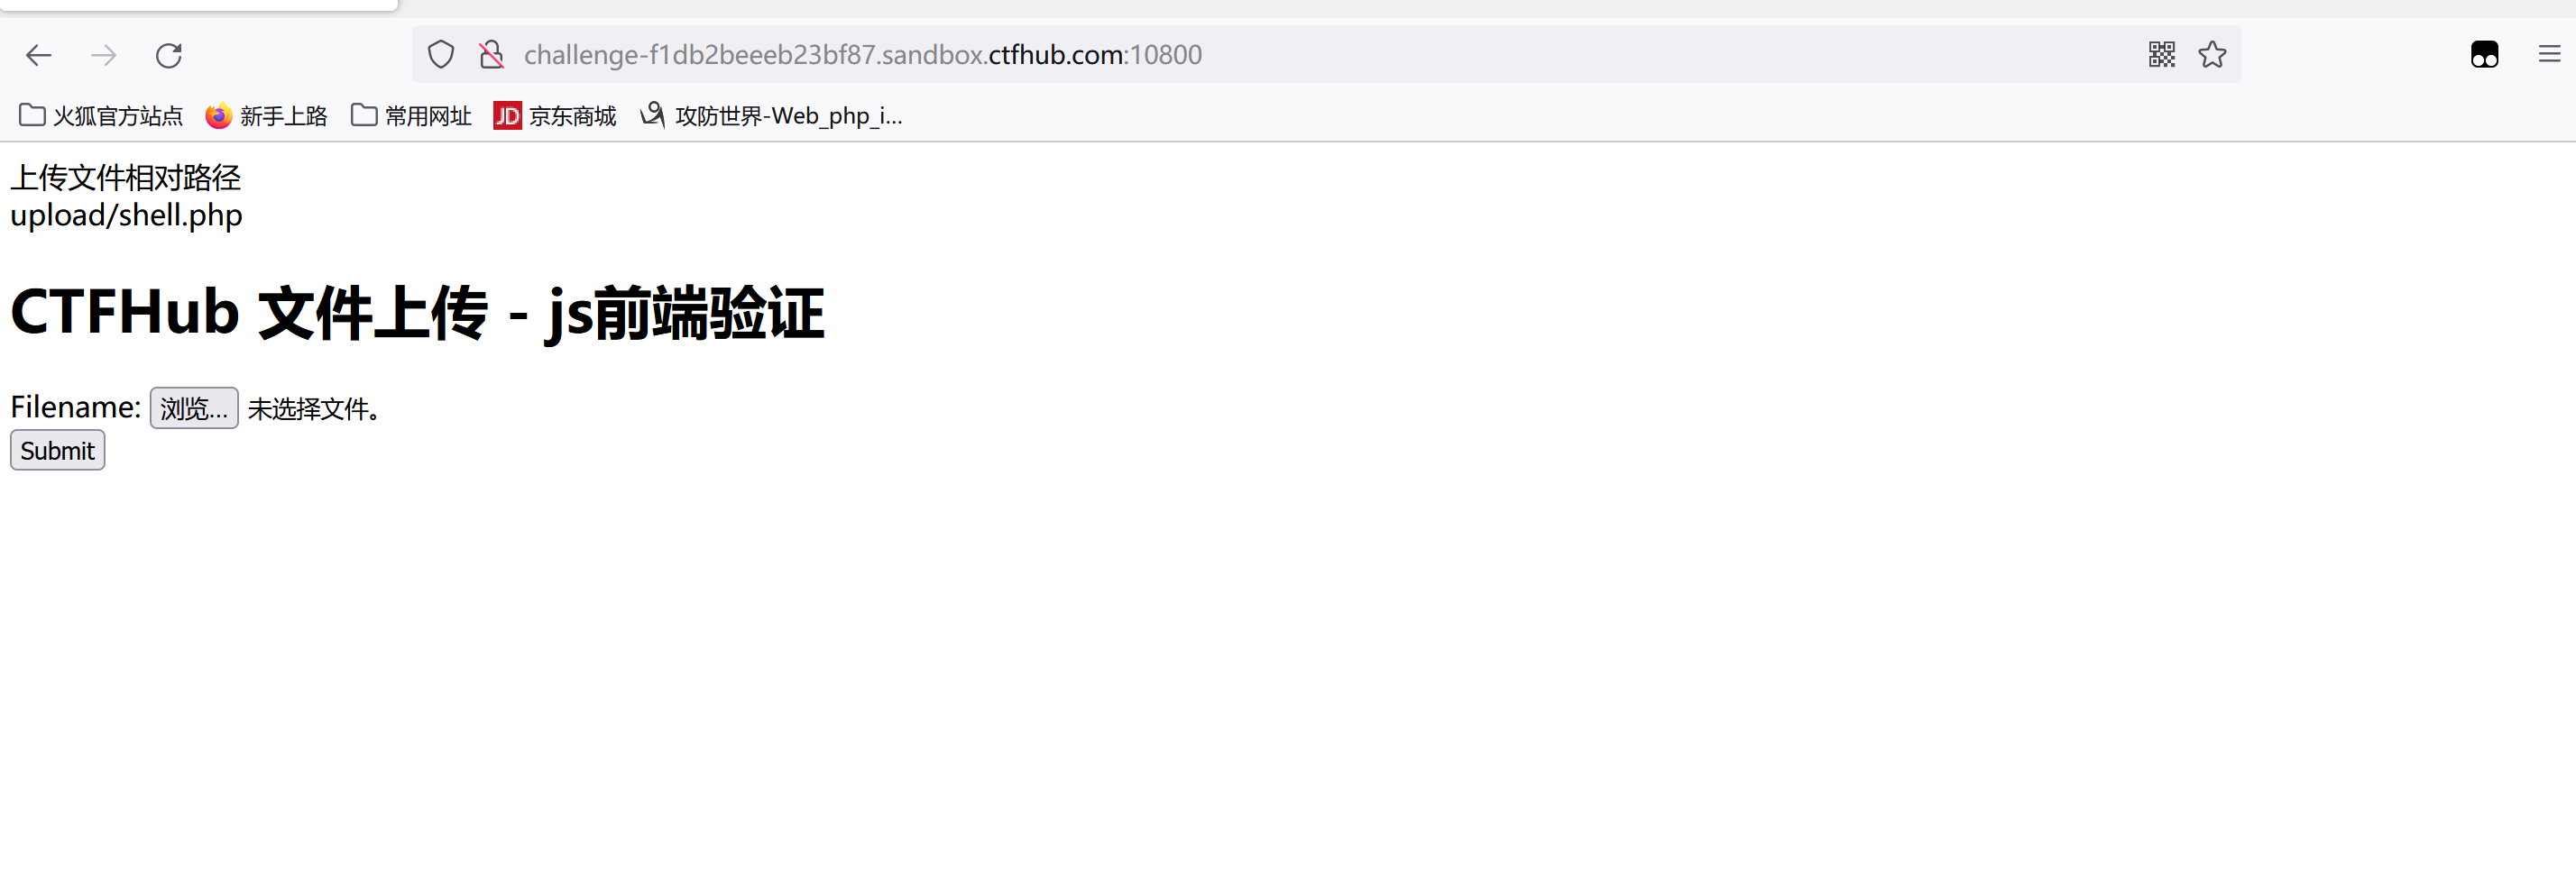 challenge-f1db2beeeb23bf87.sandbox.ctfhub.com:10800
火狐官方站点 新手上路 常用网址 JD 京东商城 攻防世界-Web_php_i...
上传文件相对路径
upload/shell.php
CTFHub 文件上传 - js前端验证
Filename: 浏览... 未选择文件。
Submit